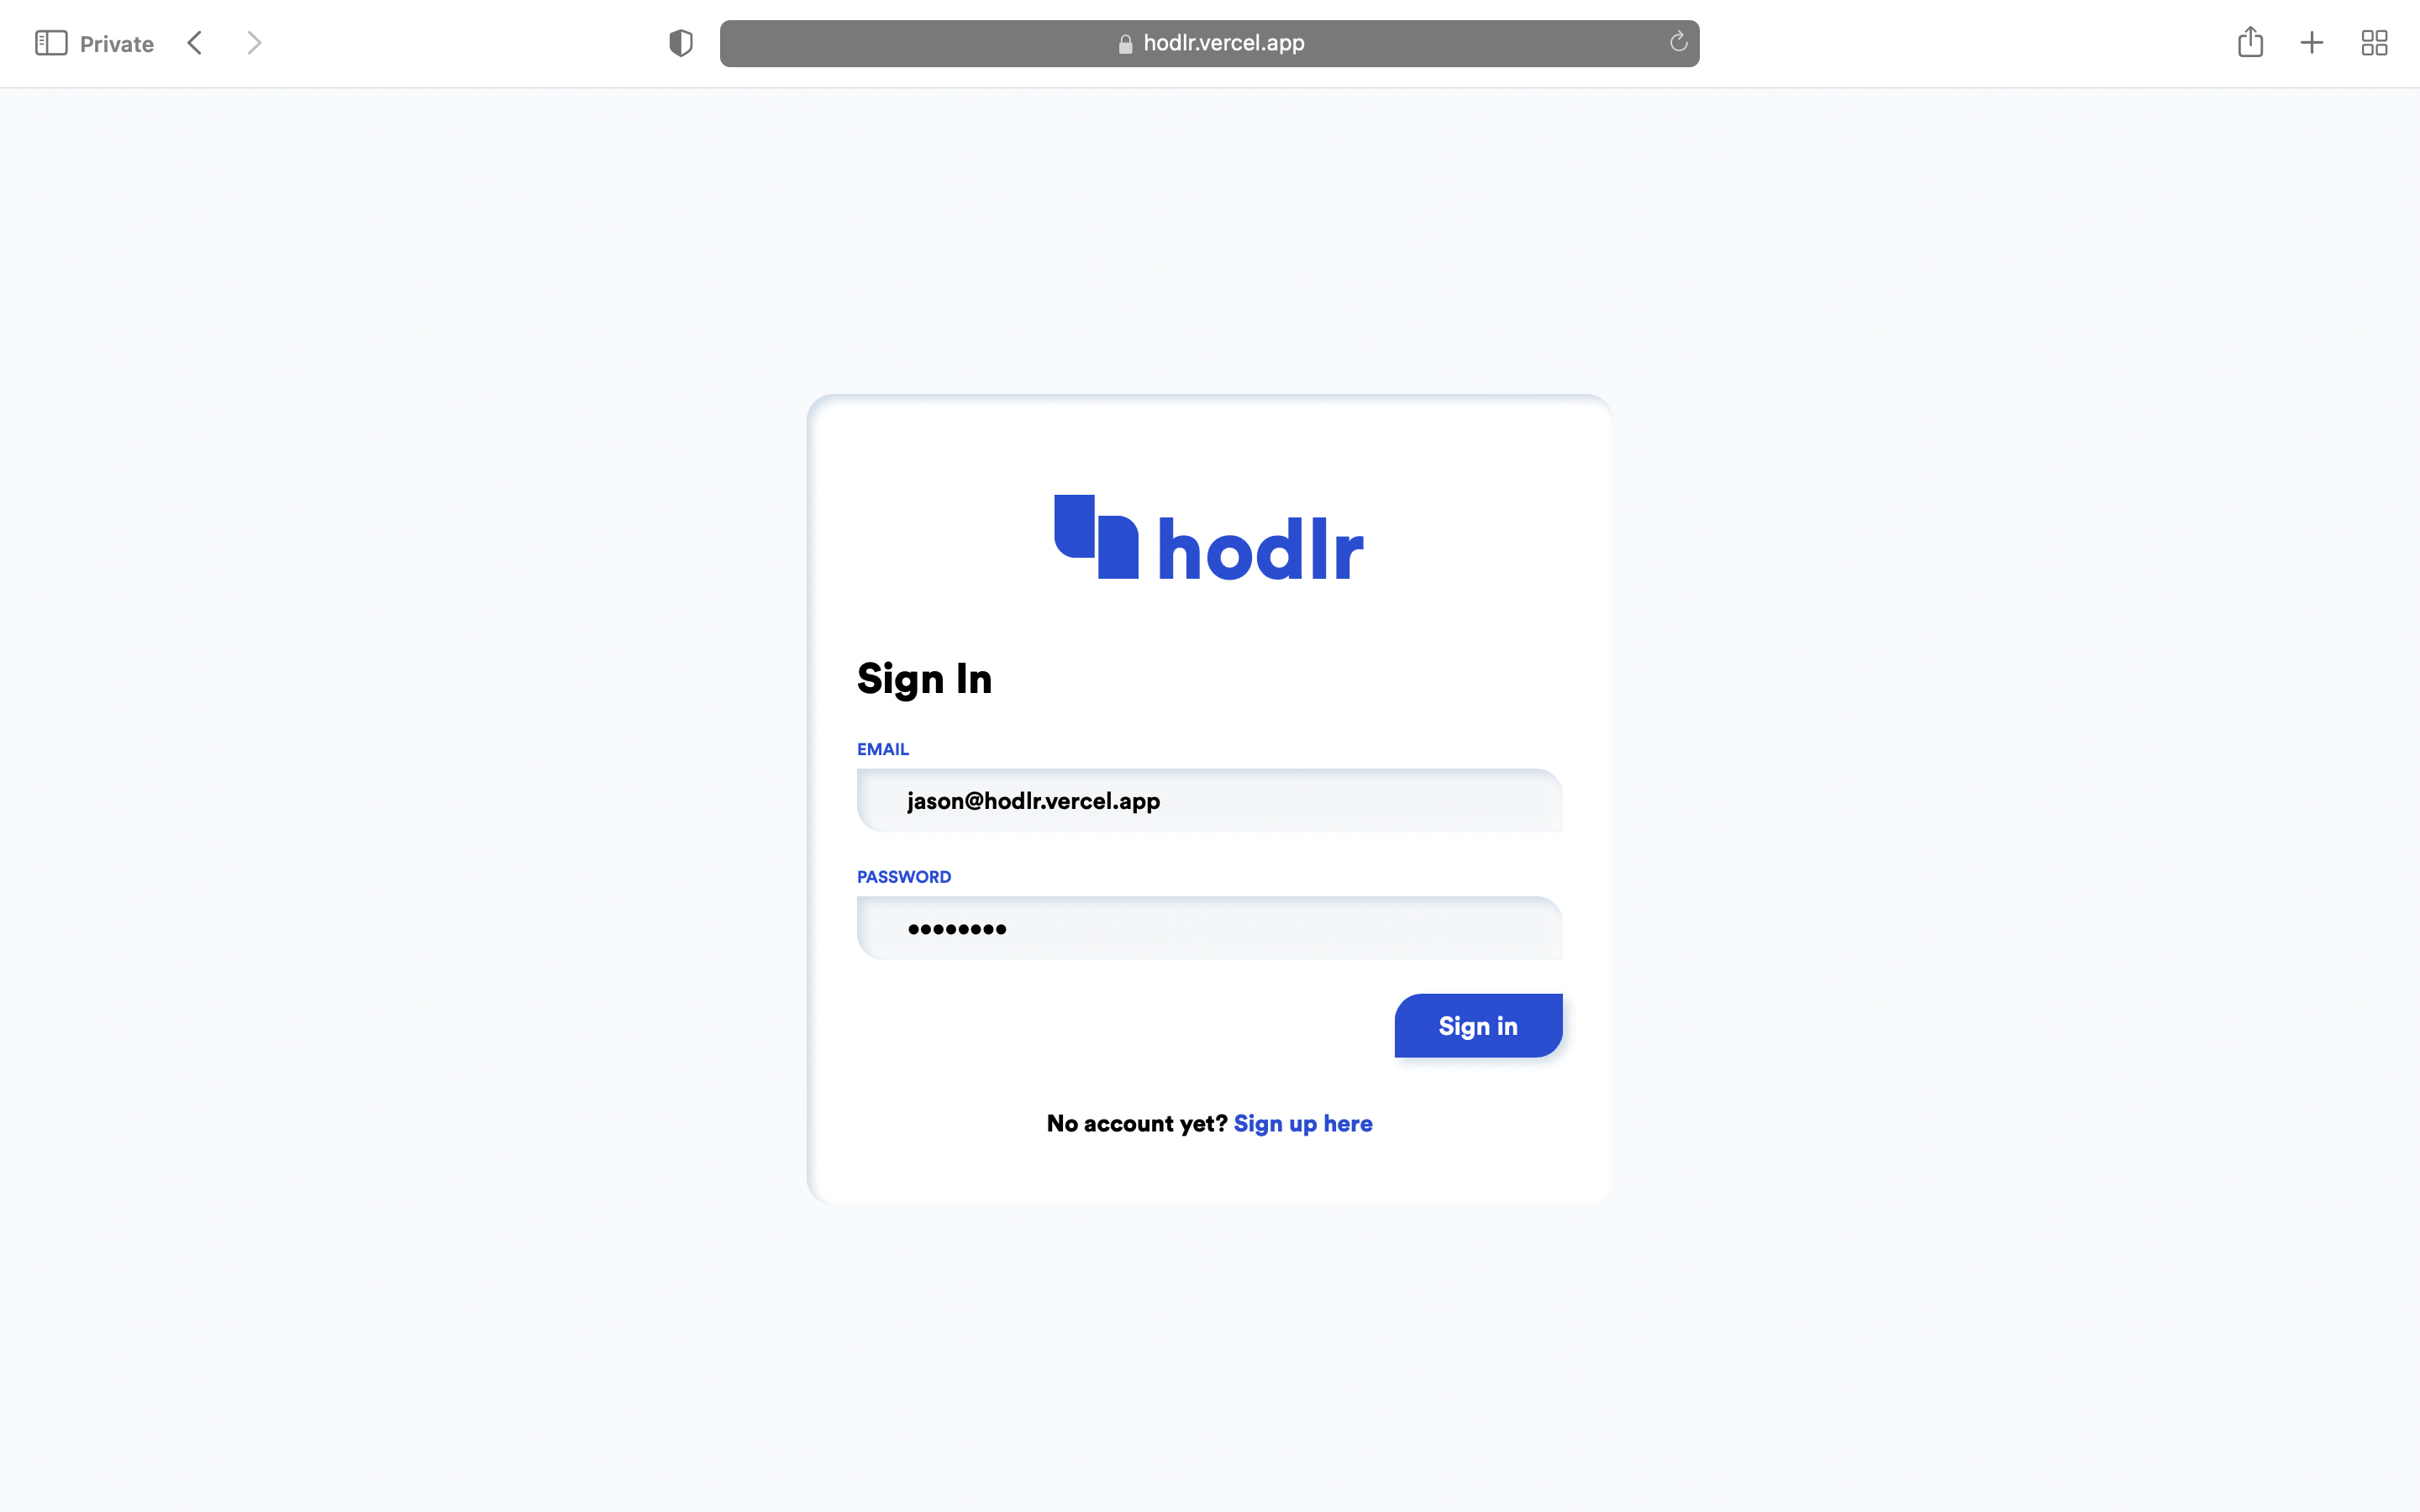 Private
hodlr.vercel.app
hodlr
Sign In
EMAIL
jason@hodlr.vercel.app
PASSWORD
••••••••
Sign in
No account yet? Sign up here